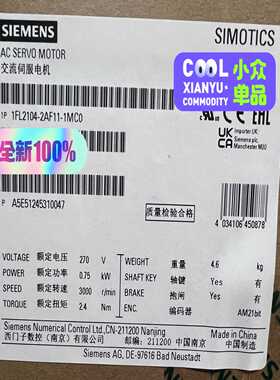 SIEMENS
SIMOTICS
AC SERVO MOTOR
交流伺服电机
COOL 小众
XIANYU 单品
COMMODITY
1P 1FL2104-2AF11-1MC0
UK
CA
Importer UK:
Siemens plc,
Manchester M20
全新
P A5E51245310047
质量检验合格
4 034106 450878
VOLTAGE 额定电压 270 V
POWER 额定功率 0.75 kW
SPEED 额定转速 3000 r/min
TORQUE 额定扭矩 2.4 Nm
WEIGHT 重量 4.6 kg
SHAFT KEY 轴键 Yes 有
BRAKE 抱闸 Yes 有
ENC. 编码器 AM21bit
Siemens Numerical Control Ltd.,CN-211200 Nanjing
西门子数控（南京）有限公司 中国南京 211200
Siemens AG, DE-97616 Bad Neustadt
Made in China
中国制造